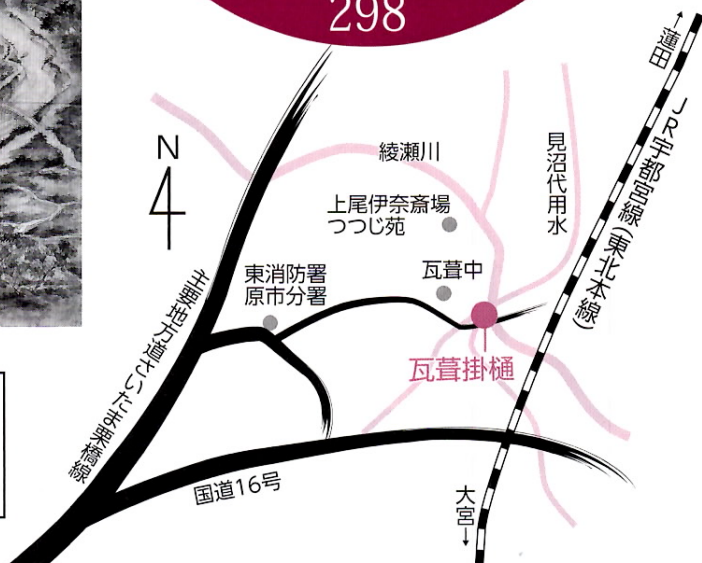 298
←蓮田
JR宇都宮線（東北本線）
N
綾瀬川
見沼代用水
上尾伊奈斎場
つつじ苑
瓦葺中
東消防署
原市分署
主要地方道さいたま栗橋線
瓦葺掛樋
国道16号
大宮→